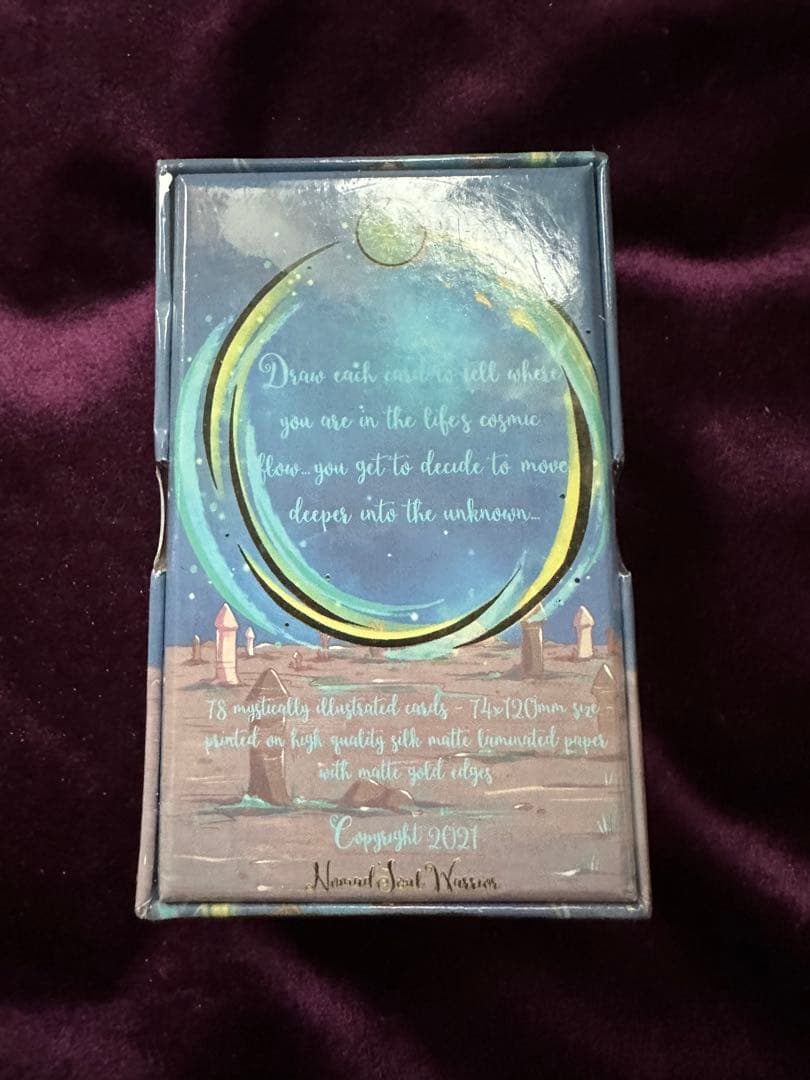 Draw each card to tell where
you are in the life's cosmic
flow...you get to decide to move
deeper into the unknown...
78 mystically illustrated cards - 74x120mm size -
printed on high quality silk matte laminated paper
with matte gold edges
Copyright 2021
Nomad Soul Warrior